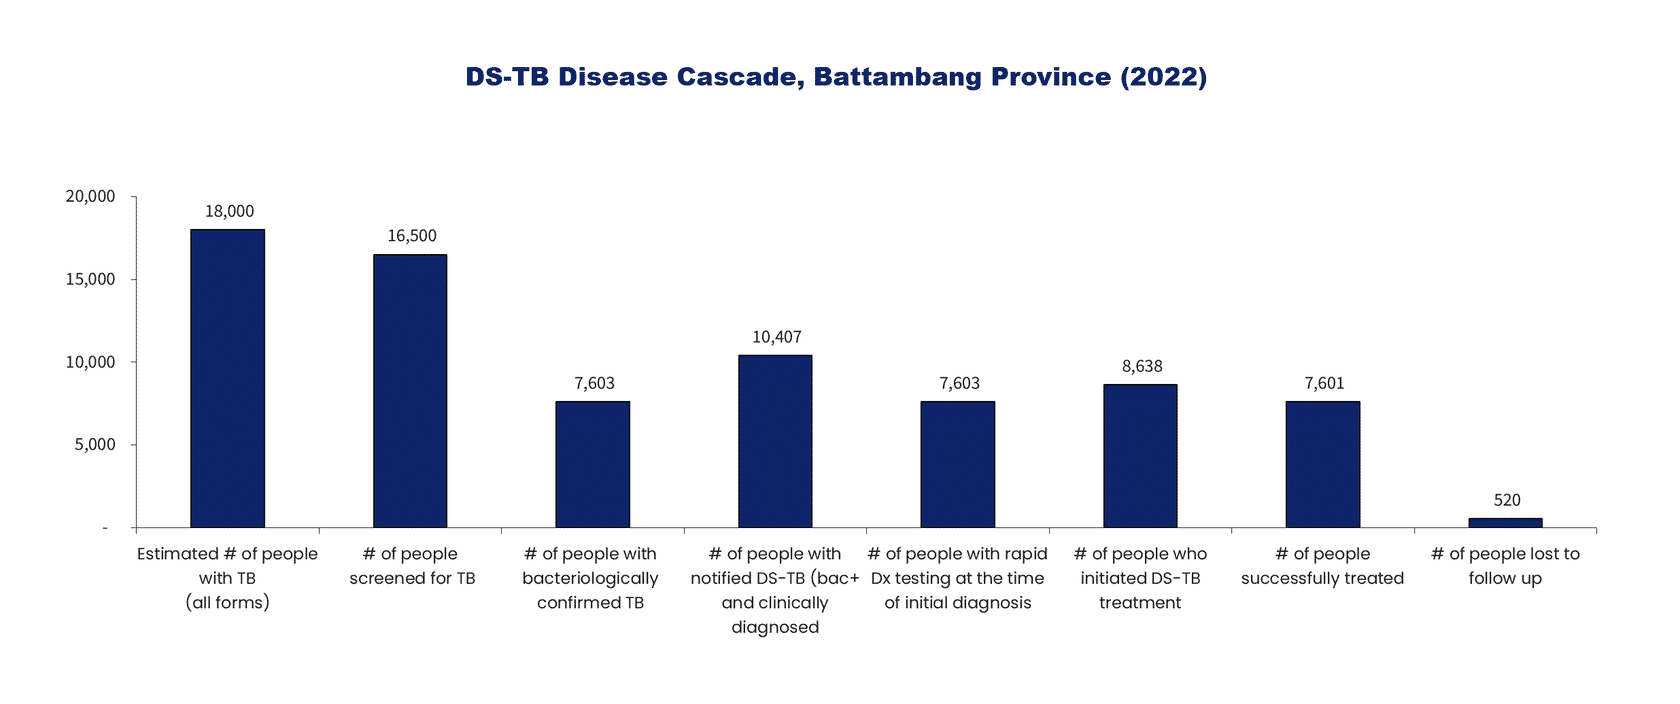 DS-TB Disease Cascade, Battambang Province (2022)
20,000
15,000
10,000
5,000
-
18,000
16,500
7,603
10,407
7,603
8,638
7,601
520
Estimated # of people
with TB
(all forms)
# of people
screened for TB
# of people with
bacteriologically
confirmed TB
# of people with
notified DS-TB (bac+
and clinically
diagnosed
# of people with rapid
Dx testing at the time
of initial diagnosis
# of people who
initiated DS-TB
treatment
# of people
successfully treated
# of people lost to
follow up